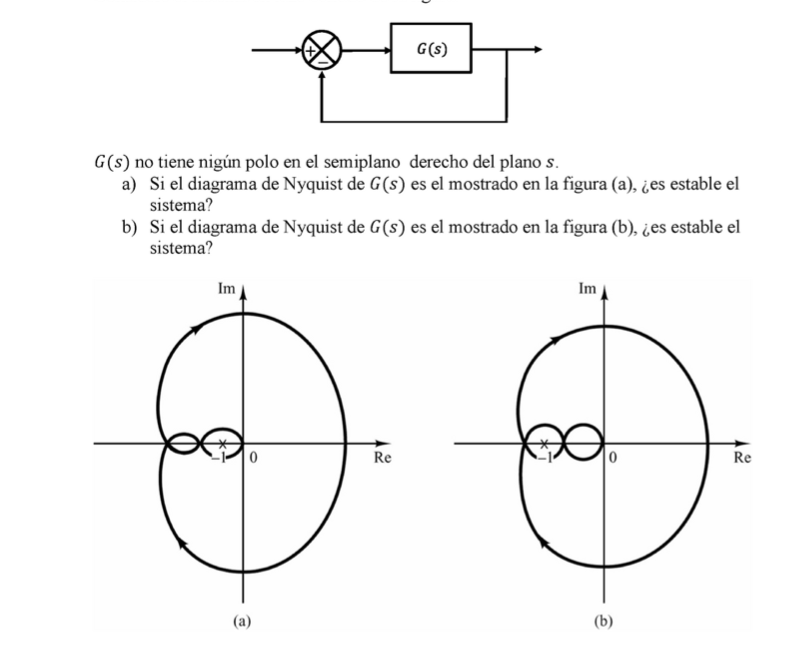 +
−
G(s)
G(s) no tiene nigún polo en el semiplano derecho del plano s.
a) Si el diagrama de Nyquist de G(s) es el mostrado en la figura (a), ¿es estable el
sistema?
b) Si el diagrama de Nyquist de G(s) es el mostrado en la figura (b), ¿es estable el
sistema?
Im
Im
−1
0
Re
−1
0
Re
(a)
(b)